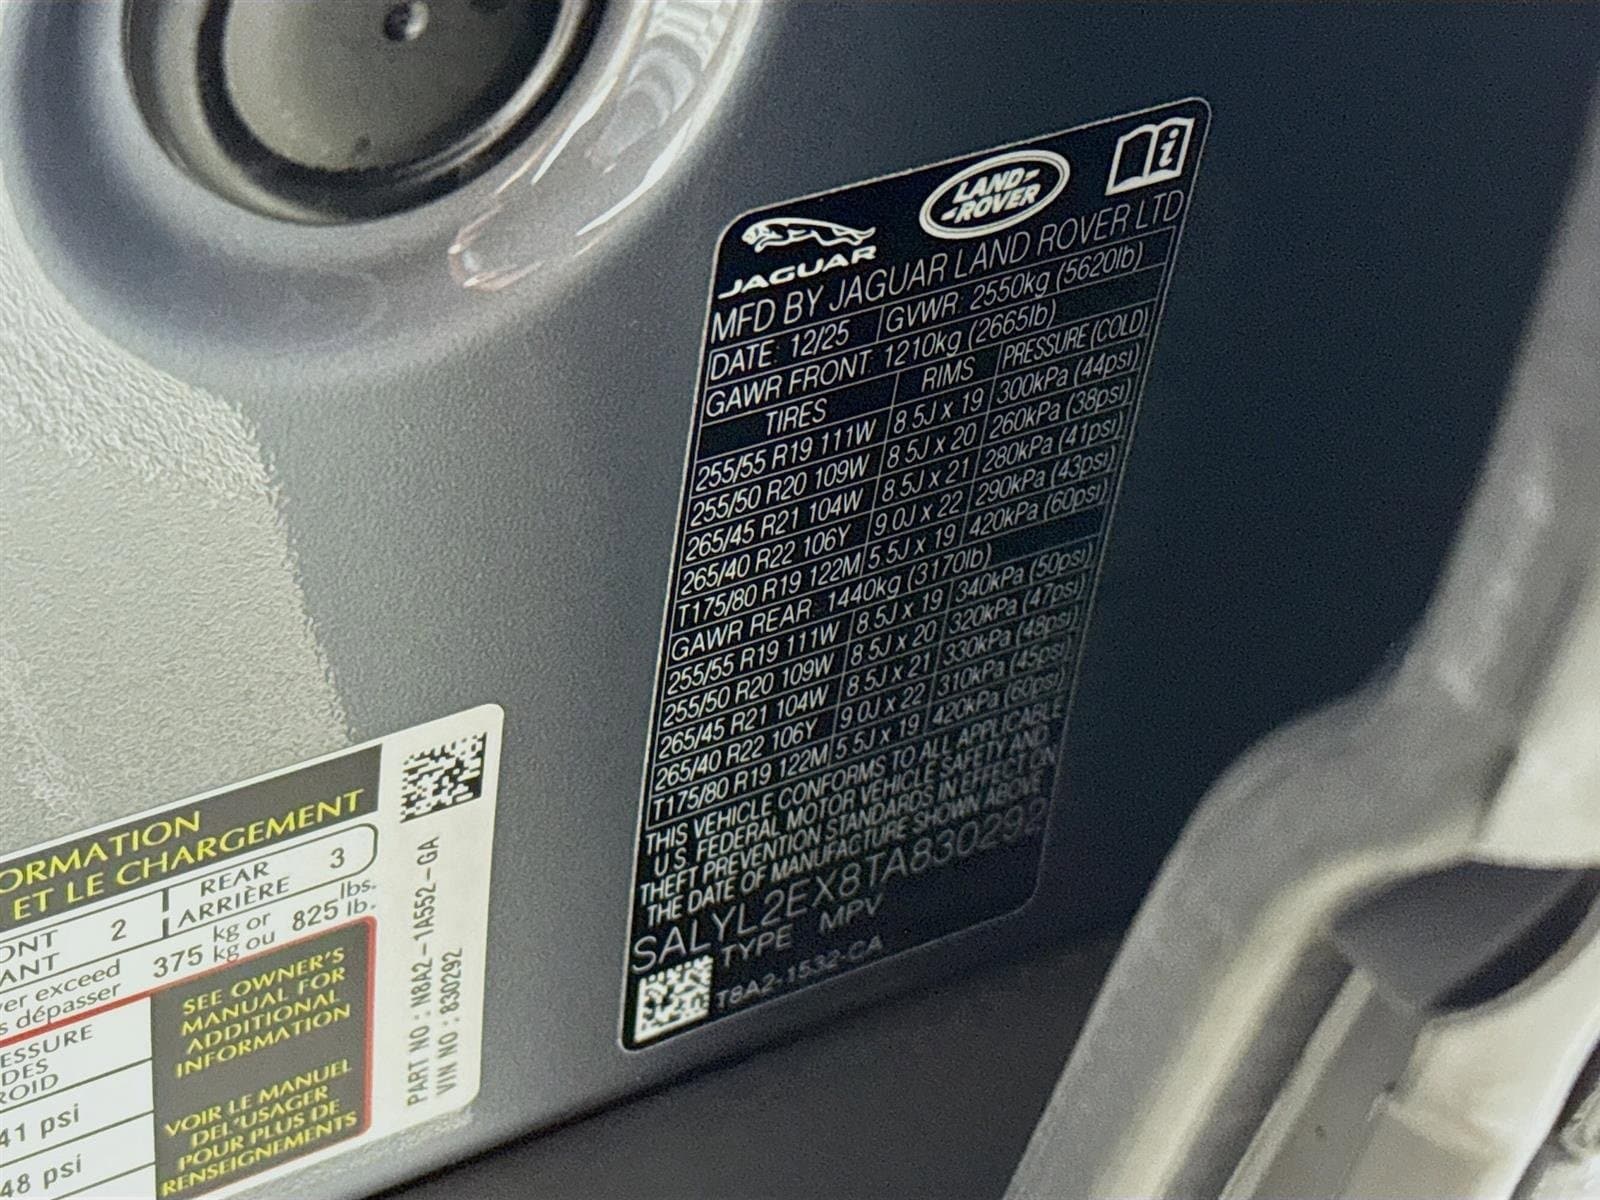 JAGUAR
LAND-
-ROVER
i
MFD BY JAGUAR LAND ROVER LTD
DATE: 12/25 GVWR: 2550kg (5620lb)
GAWR FRONT: 1210kg (2665lb)
TIRES RIMS PRESSURE (COLD)
255/55 R19 111W 8.5J x 19 300kPa (44psi)
255/50 R20 109W 8.5J x 20 260kPa (38psi)
265/45 R21 104W 8.5J x 21 280kPa (41psi)
265/40 R22 106Y 9.0J x 22 290kPa (43psi)
T175/80 R19 122M 5.5J x 19 420kPa (60psi)
GAWR REAR: 1440kg (3170lb)
255/55 R19 111W 8.5J x 19 340kPa (50psi)
255/50 R20 109W 8.5J x 20 320kPa (47psi)
265/45 R21 104W 8.5J x 21 330kPa (48psi)
265/40 R22 106Y 9.0J x 22 310kPa (45psi)
T175/80 R19 122M 5.5J x 19 420kPa (60psi)
THIS VEHICLE CONFORMS TO ALL APPLICABLE
U.S. FEDERAL MOTOR VEHICLE SAFETY AND
THEFT PREVENTION STANDARDS IN EFFECT ON
THE DATE OF MANUFACTURE SHOWN ABOVE
SALYL2EX8TA830292
TYPE MPV
T8A2-1532-CA
ORMATION
ET LE CHARGEMENT
ONT 2 REAR 3
ANT ARRIÈRE
ver exceed 375 kg or 825 lbs.
s dépasser kg ou lb.
ESSURE
DES
ROID
41 psi
48 psi
SEE OWNER'S
MANUAL FOR
ADDITIONAL
INFORMATION
VOIR LE MANUEL
DEL'USAGER
POUR PLUS DE
RENSEIGNEMENTS
PART NO : N8A2-1A552-GA
VIN NO : 830292